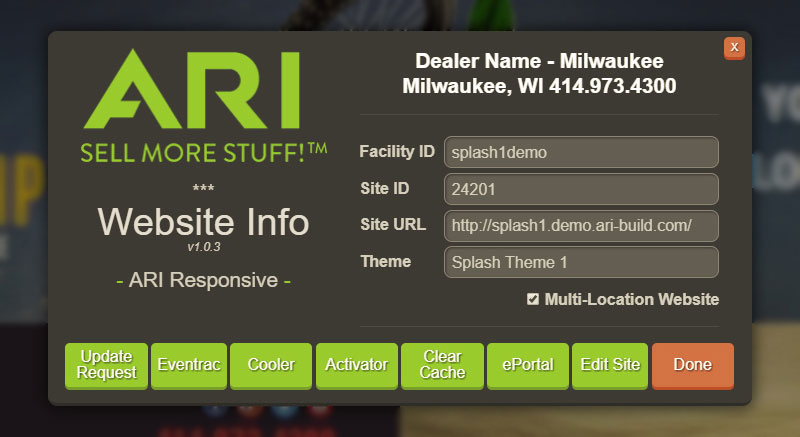 x
ARI
SELL MORE STUFF!™
***
Website Info
v1.0.3
- ARI Responsive -
Dealer Name - Milwaukee
Milwaukee, WI 414.973.4300
Facility ID splash1demo
Site ID 24201
Site URL http://splash1.demo.ari-build.com/
Theme Splash Theme 1
Multi-Location Website
Update
Request
Eventrac
Cooler
Activator
Clear
Cache
ePortal
Edit Site
Done